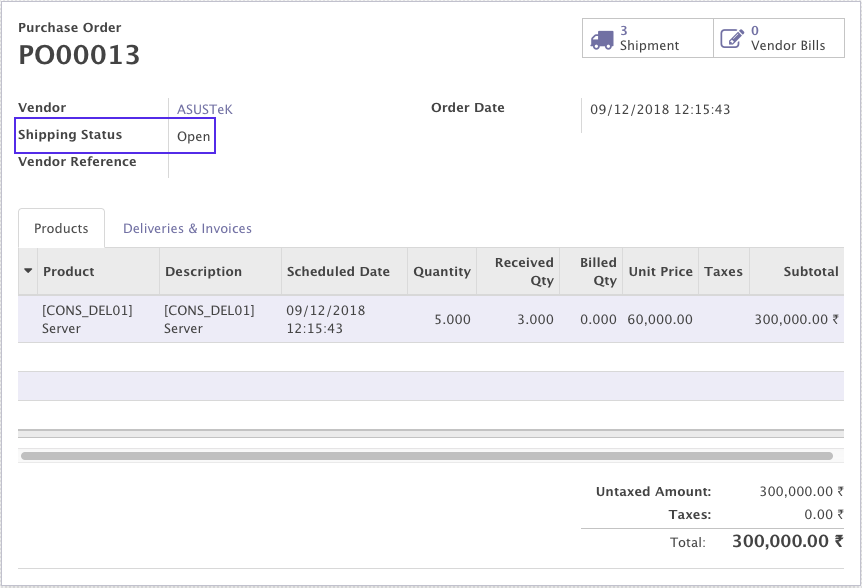 Purchase Order
PO00013
3
Shipment
0
Vendor Bills
Vendor
ASUSTeK
Order Date
09/12/2018 12:15:43
Shipping Status
Open
Vendor Reference
Products
Deliveries & Invoices
Product
Description
Scheduled Date
Quantity
Received
Qty
Billed
Qty
Unit Price
Taxes
Subtotal
[CONS_DEL01]
Server
[CONS_DEL01]
Server
09/12/2018
12:15:43
5.000
3.000
0.000
60,000.00
300,000.00 ₹
Untaxed Amount:
300,000.00 ₹
Taxes:
0.00 ₹
Total:
300,000.00 ₹